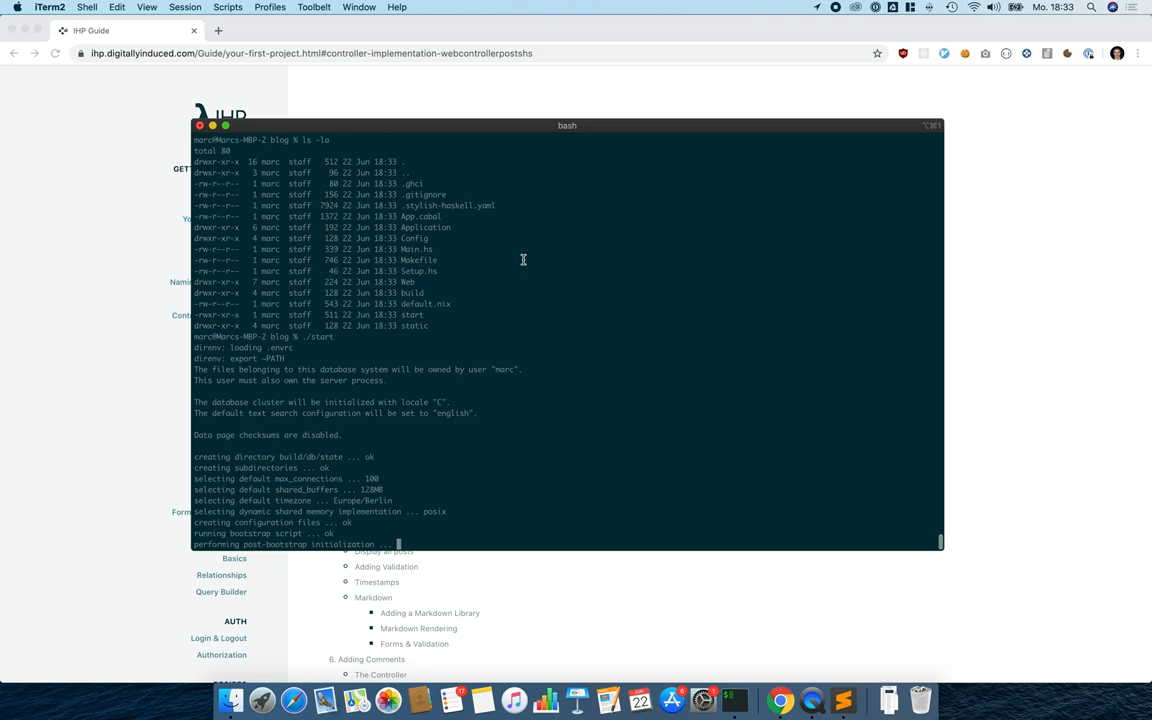 iTerm2 Shell Edit View Session Scripts Profiles Toolbelt Window Help
Mo. 18:33
IHP Guide
ihp.digitallyinduced.com/Guide/your-first-project.html#controller-implementation-webcontrollerpostshs
IHP
bash
⌥⌘1
marc@Marcs-MBP-2 blog % ls -la
total 80
drwxr-xr-x 16 marc staff 512 22 Jun 18:33 .
drwxr-xr-x 3 marc staff 96 22 Jun 18:33 ..
-rw-r--r-- 1 marc staff 80 22 Jun 18:33 .ghci
-rw-r--r-- 1 marc staff 156 22 Jun 18:33 .gitignore
-rw-r--r-- 1 marc staff 7924 22 Jun 18:33 .stylish-haskell.yaml
-rw-r--r-- 1 marc staff 1372 22 Jun 18:33 App.cabal
drwxr-xr-x 6 marc staff 192 22 Jun 18:33 Application
drwxr-xr-x 4 marc staff 128 22 Jun 18:33 Config
-rw-r--r-- 1 marc staff 339 22 Jun 18:33 Main.hs
-rw-r--r-- 1 marc staff 746 22 Jun 18:33 Makefile
-rw-r--r-- 1 marc staff 46 22 Jun 18:33 Setup.hs
drwxr-xr-x 7 marc staff 224 22 Jun 18:33 Web
drwxr-xr-x 4 marc staff 128 22 Jun 18:33 build
-rw-r--r-- 1 marc staff 543 22 Jun 18:33 default.nix
-rwxr-xr-x 1 marc staff 511 22 Jun 18:33 start
drwxr-xr-x 4 marc staff 128 22 Jun 18:33 static
marc@Marcs-MBP-2 blog % ./start
direnv: loading .envrc
direnv: export ~PATH
The files belonging to this database system will be owned by user "marc".
This user must also own the server process.
The database cluster will be initialized with locale "C".
The default text search configuration will be set to "english".
Data page checksums are disabled.
creating directory build/db/state ... ok
creating subdirectories ... ok
selecting default max_connections ... 100
selecting default shared_buffers ... 128MB
selecting default timezone ... Europe/Berlin
selecting dynamic shared memory implementation ... posix
creating configuration files ... ok
running bootstrap script ... ok
performing post-bootstrap initialization ...
GET
Yo
Namin
Contr
Form
Basics
Relationships
Query Builder
AUTH
Login & Logout
Authorization
Display all posts
Adding Validation
Timestamps
Markdown
Adding a Markdown Library
Markdown Rendering
Forms & Validation
6. Adding Comments
The Controller
17
JUN
22
6
1